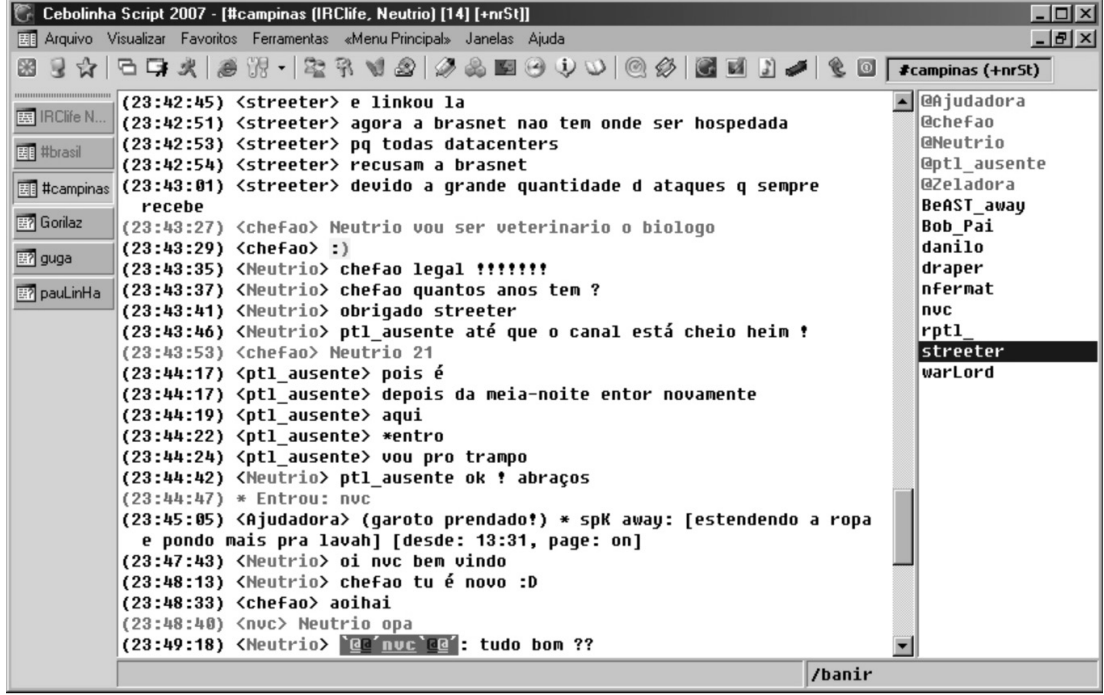 Cebolinha Script 2007 - [#campinas (IRClife, Neutrio) [14] [+nrSt]]
Arquivo Visualizar Favoritos Ferramentas «Menu Principal» Janelas Ajuda
#campinas (+nrSt)
IRClife N...
#brasil
#campinas
Gorilaz
guga
pauLinHa
(23:42:45) <streeter> e linkou la
(23:42:51) <streeter> agora a brasnet nao tem onde ser hospedada
(23:42:53) <streeter> pq todas datacenters
(23:42:54) <streeter> recusam a brasnet
(23:43:01) <streeter> devido a grande quantidade d ataques q sempre
recebe
(23:43:27) <chefao> Neutrio vou ser veterinario o biologo
(23:43:29) <chefao> :)
(23:43:35) <Neutrio> chefao legal !!!!!!!
(23:43:37) <Neutrio> chefao quantos anos tem ?
(23:43:41) <Neutrio> obrigado streeter
(23:43:46) <Neutrio> ptl_ausente até que o canal está cheio heim !
(23:43:53) <chefao> Neutrio 21
(23:44:17) <ptl_ausente> pois é
(23:44:17) <ptl_ausente> depois da meia-noite entor novamente
(23:44:19) <ptl_ausente> aqui
(23:44:22) <ptl_ausente> *entro
(23:44:24) <ptl_ausente> vou pro trampo
(23:44:42) <Neutrio> ptl_ausente ok ! abraços
(23:44:47) * Entrou: nvc
(23:45:05) <Ajudadora> (garoto prendado!) * spK away: [estendendo a ropa
e pondo mais pra lavah] [desde: 13:31, page: on]
(23:47:43) <Neutrio> oi nvc bem vindo
(23:48:13) <Neutrio> chefao tu é novo :D
(23:48:33) <chefao> aoihai
(23:48:40) <nvc> Neutrio opa
(23:49:18) <Neutrio> `@@´nvc`@@´: tudo bom ??
@Ajudadora
@chefao
@Neutrio
@ptl_ausente
@Zeladora
BeAST_away
Bob_Pai
danilo
draper
nfermat
nvc
rptl_
streeter
warLord
/banir